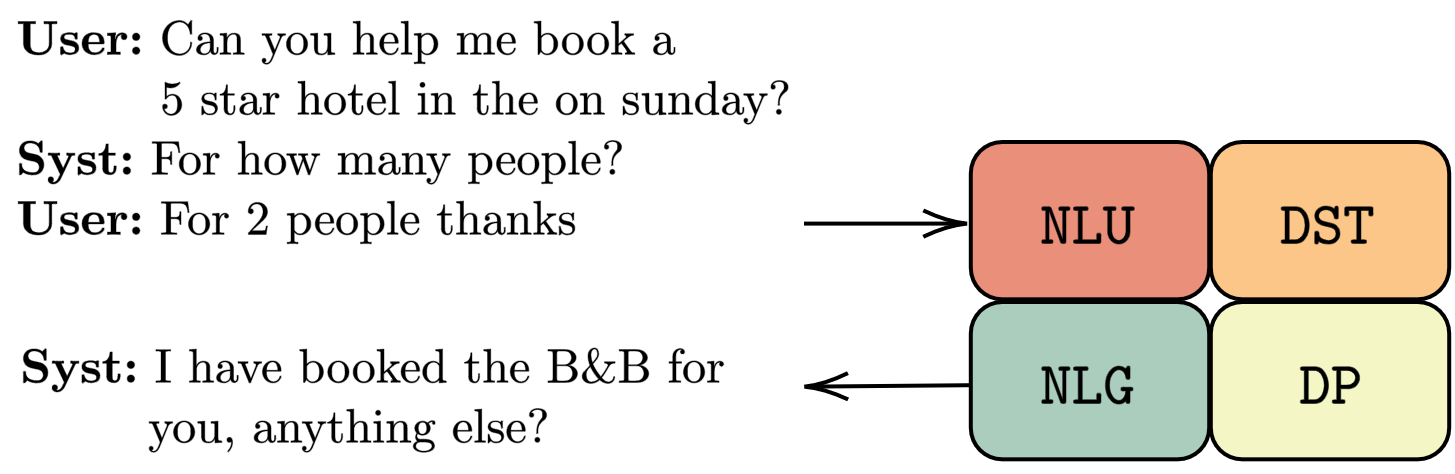 User: Can you help me book a
5 star hotel in the on sunday?
Syst: For how many people?
User: For 2 people thanks
Syst: I have booked the B&B for
you, anything else?
NLU DST
NLG DP